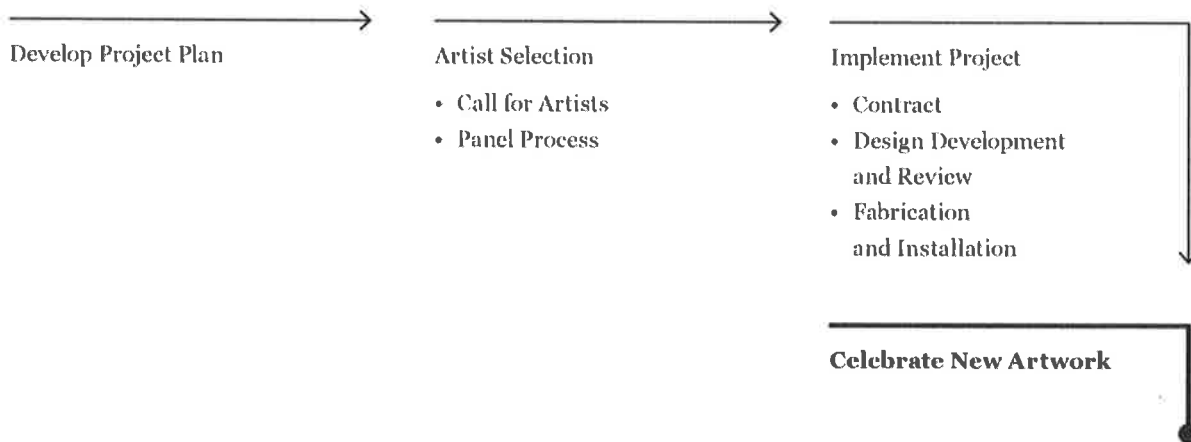 Develop Project Plan
Artist Selection
• Call for Artists
• Panel Process
Implement Project
• Contract
• Design Development
and Review
• Fabrication
and Installation
Celebrate New Artwork